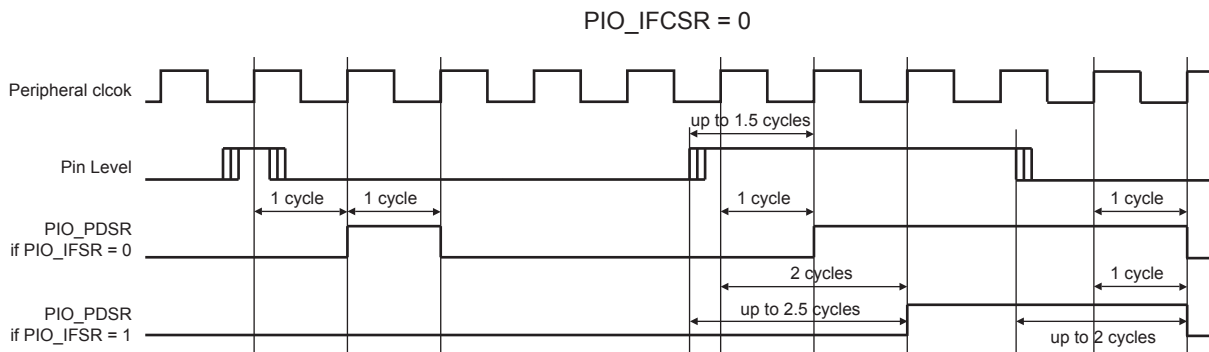 PIO_IFCSR = 0
Peripheral clcok
up to 1.5 cycles
Pin Level
1 cycle
1 cycle
1 cycle
1 cycle
PIO_PDSR
if PIO_IFSR = 0
2 cycles
1 cycle
PIO_PDSR
if PIO_IFSR = 1
up to 2.5 cycles
up to 2 cycles